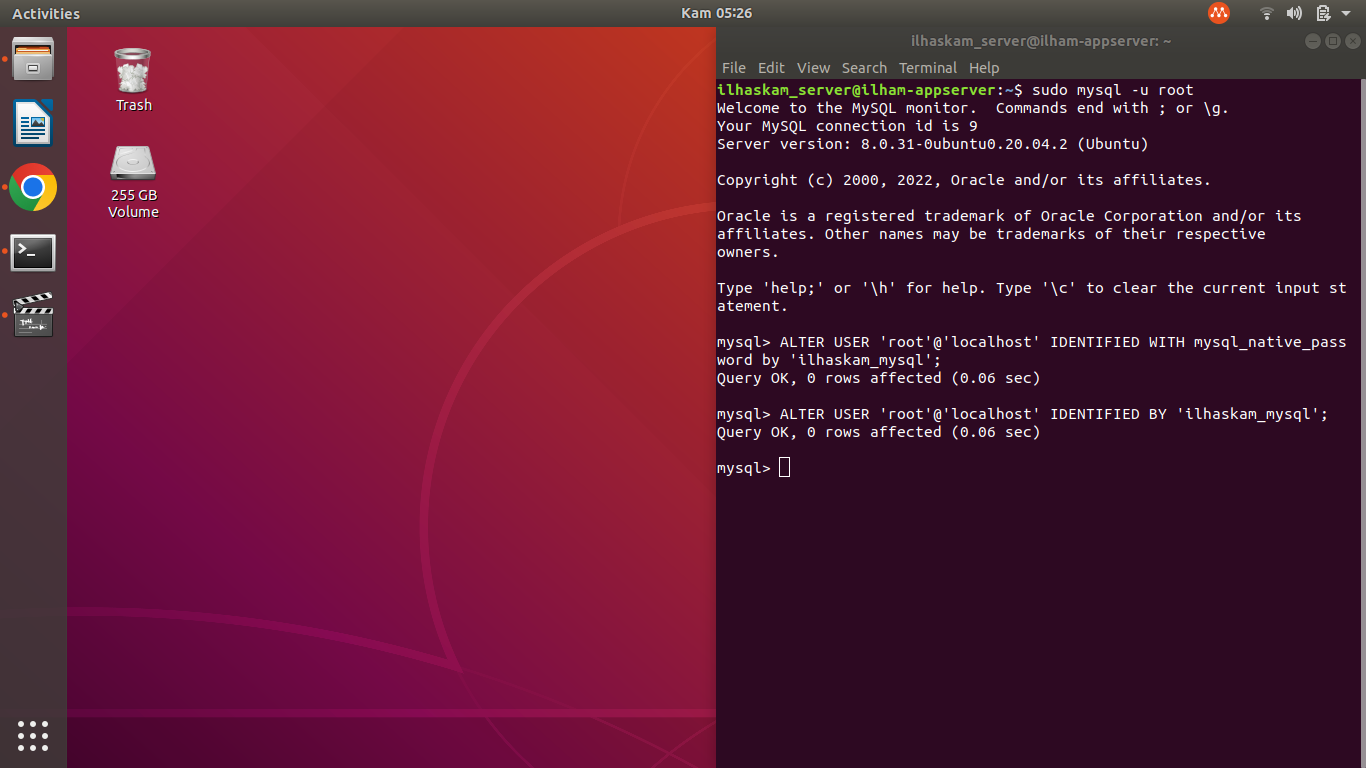 Activities
Kam 05:26
Trash
255 GB
Volume
ilhaskam_server@ilham-appserver: ~
File Edit View Search Terminal Help
ilhaskam_server@ilham-appserver:~$ sudo mysql -u root
Welcome to the MySQL monitor.  Commands end with ; or \g.
Your MySQL connection id is 9
Server version: 8.0.31-0ubuntu0.20.04.2 (Ubuntu)
Copyright (c) 2000, 2022, Oracle and/or its affiliates.
Oracle is a registered trademark of Oracle Corporation and/or its
affiliates. Other names may be trademarks of their respective
owners.
Type 'help;' or '\h' for help. Type '\c' to clear the current input st
atement.
mysql> ALTER USER 'root'@'localhost' IDENTIFIED WITH mysql_native_pass
word by 'ilhaskam_mysql';
Query OK, 0 rows affected (0.06 sec)
mysql> ALTER USER 'root'@'localhost' IDENTIFIED BY 'ilhaskam_mysql';
Query OK, 0 rows affected (0.06 sec)
mysql>